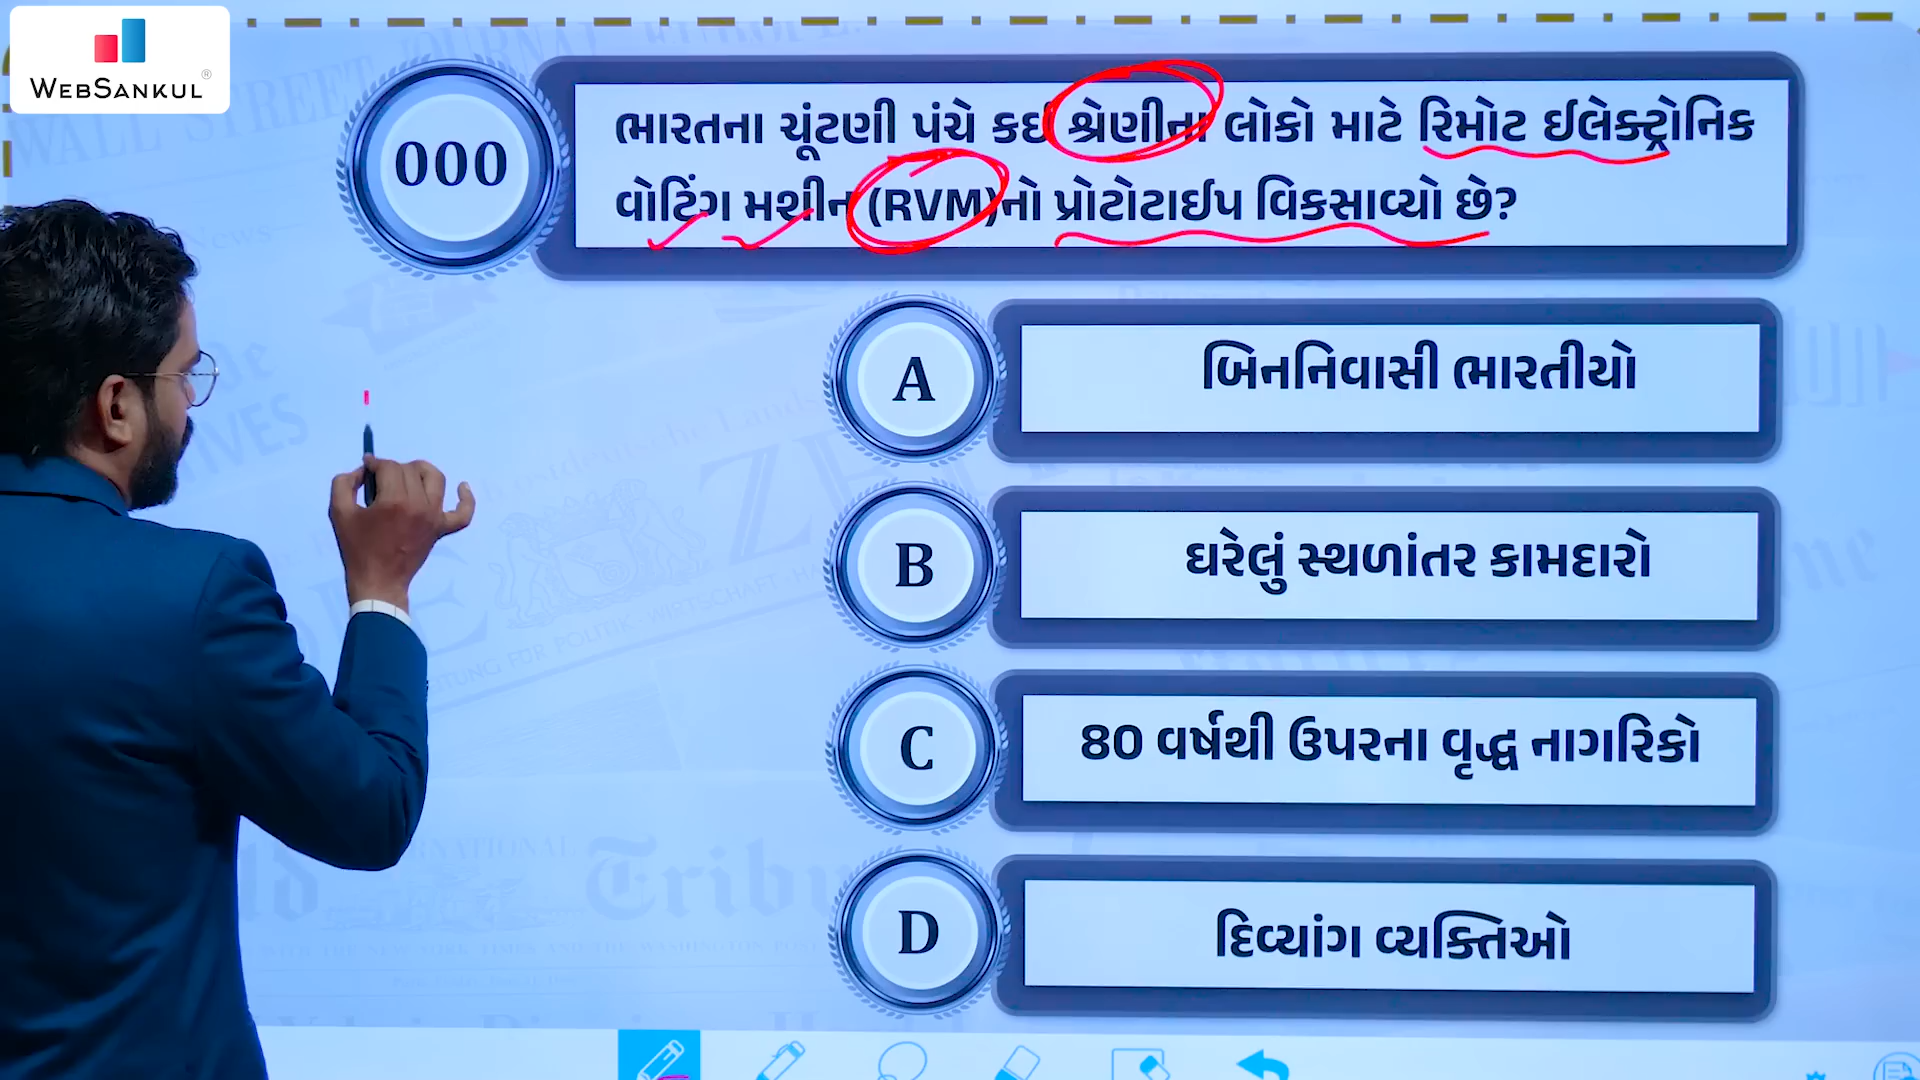 WEBSANKUL
000
ભારતના ચૂંટણી પંચે કઈ શ્રેણીના લોકો માટે રિમોટ ઈલેક્ટ્રોનિક
વોટિંગ મશીન (RVM)નો પ્રોટોટાઈપ વિકસાવ્યો છે?
A
બિનનિવાસી ભારતીયો
B
ઘરેલું સ્થળાંતર કામદારો
C
80 વર્ષથી ઉપરના વૃદ્ધ નાગરિકો
D
દિવ્યાંગ વ્યક્તિઓ